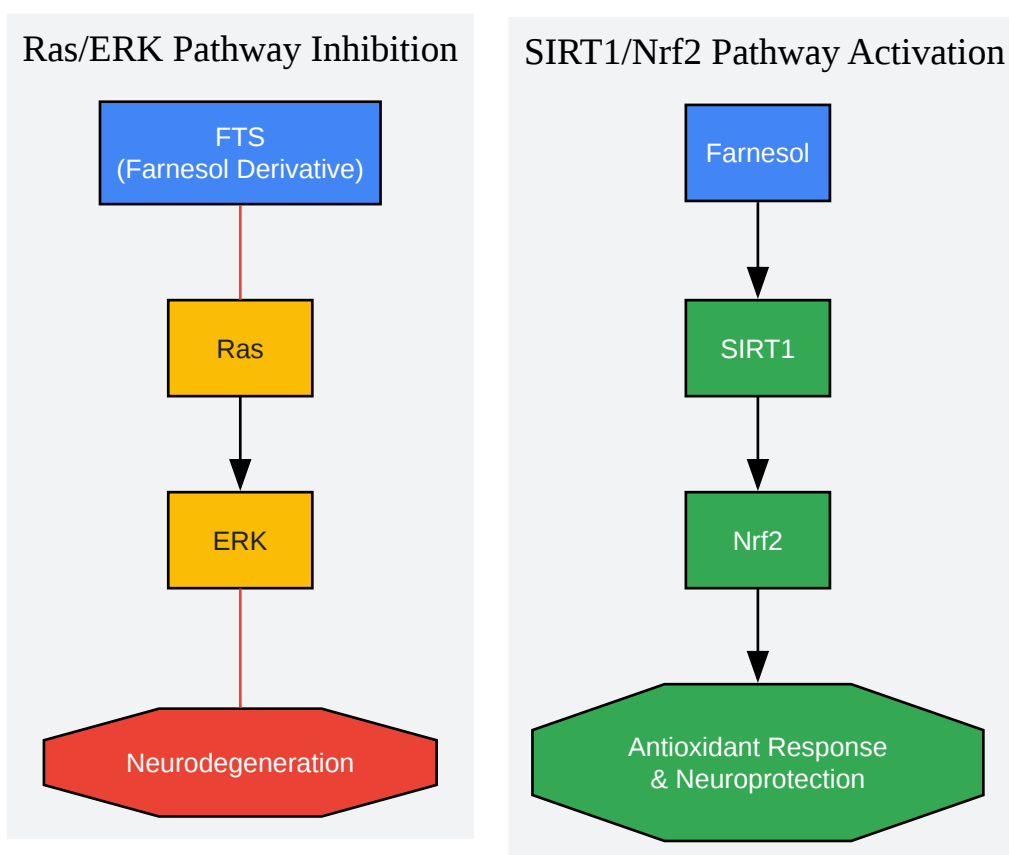 Ras/ERK Pathway Inhibition
FTS
(Farnesol Derivative)
Ras
ERK
Neurodegeneration
SIRT1/Nrf2 Pathway Activation
Farnesol
SIRT1
Nrf2
Antioxidant Response
& Neuroprotection